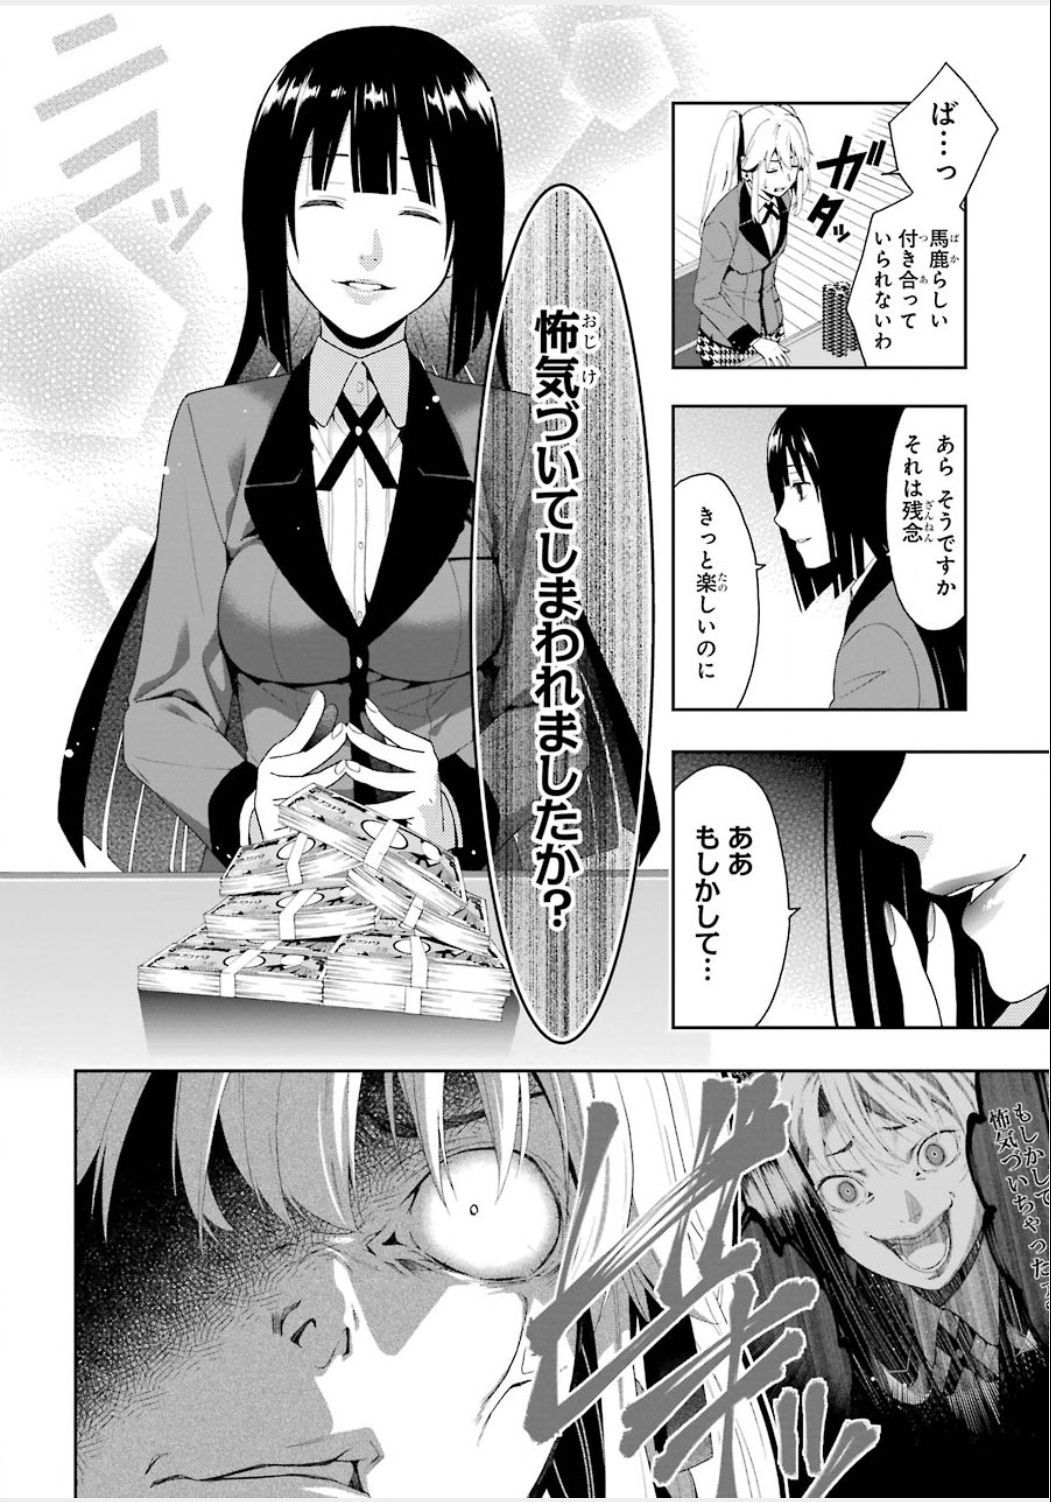 ば…っ
馬鹿らしい
付き合って
いられないわ
ガタッ
あら そうですか
それは残念
きっと楽しいのに
ああ
もしかして…
怖気づいてしまわれましたか?
ニコッ
もしかして
怖気づいちゃった